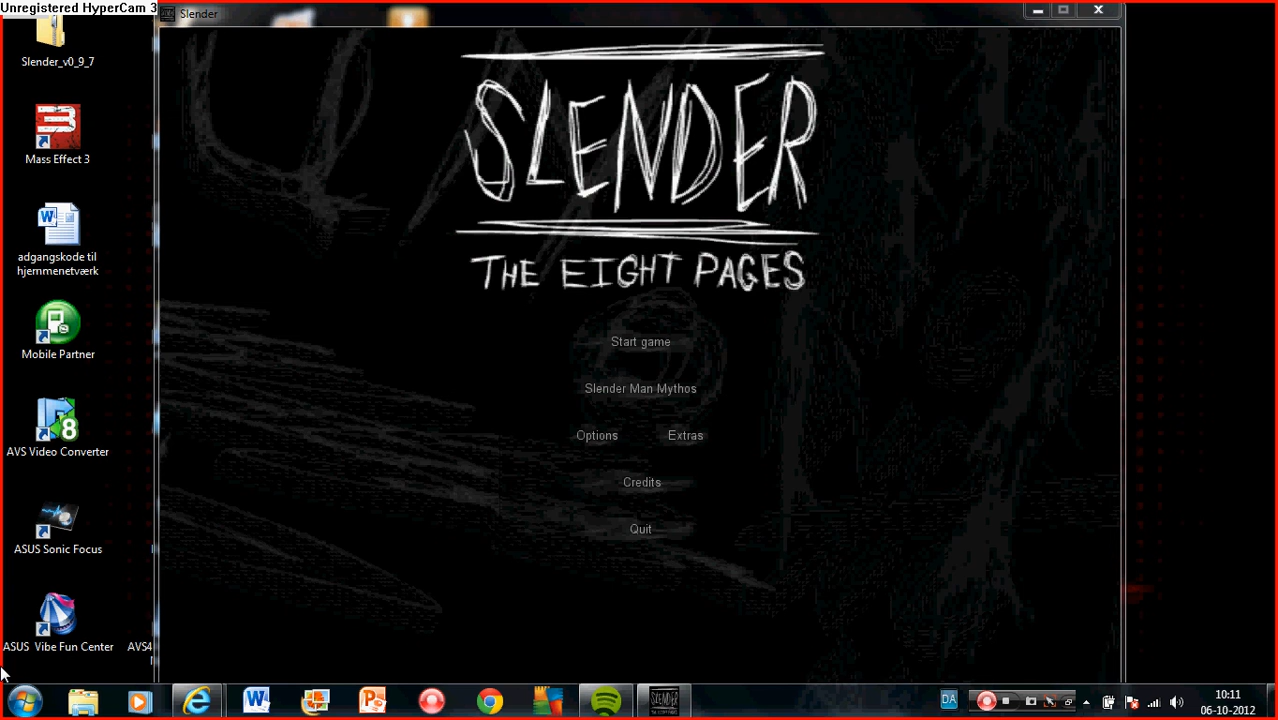 Unregistered HyperCam 3
Slender
Slender_v0_9_7
Mass Effect 3
adgangskode til
hjemmenetværk
Mobile Partner
AVS Video Converter
ASUS Sonic Focus
ASUS Vibe Fun Center
AVS4
SLENDER
THE EIGHT PAGES
Start game
Slender Man Mythos
Options
Extras
Credits
Quit
DA
10:11
06-10-2012